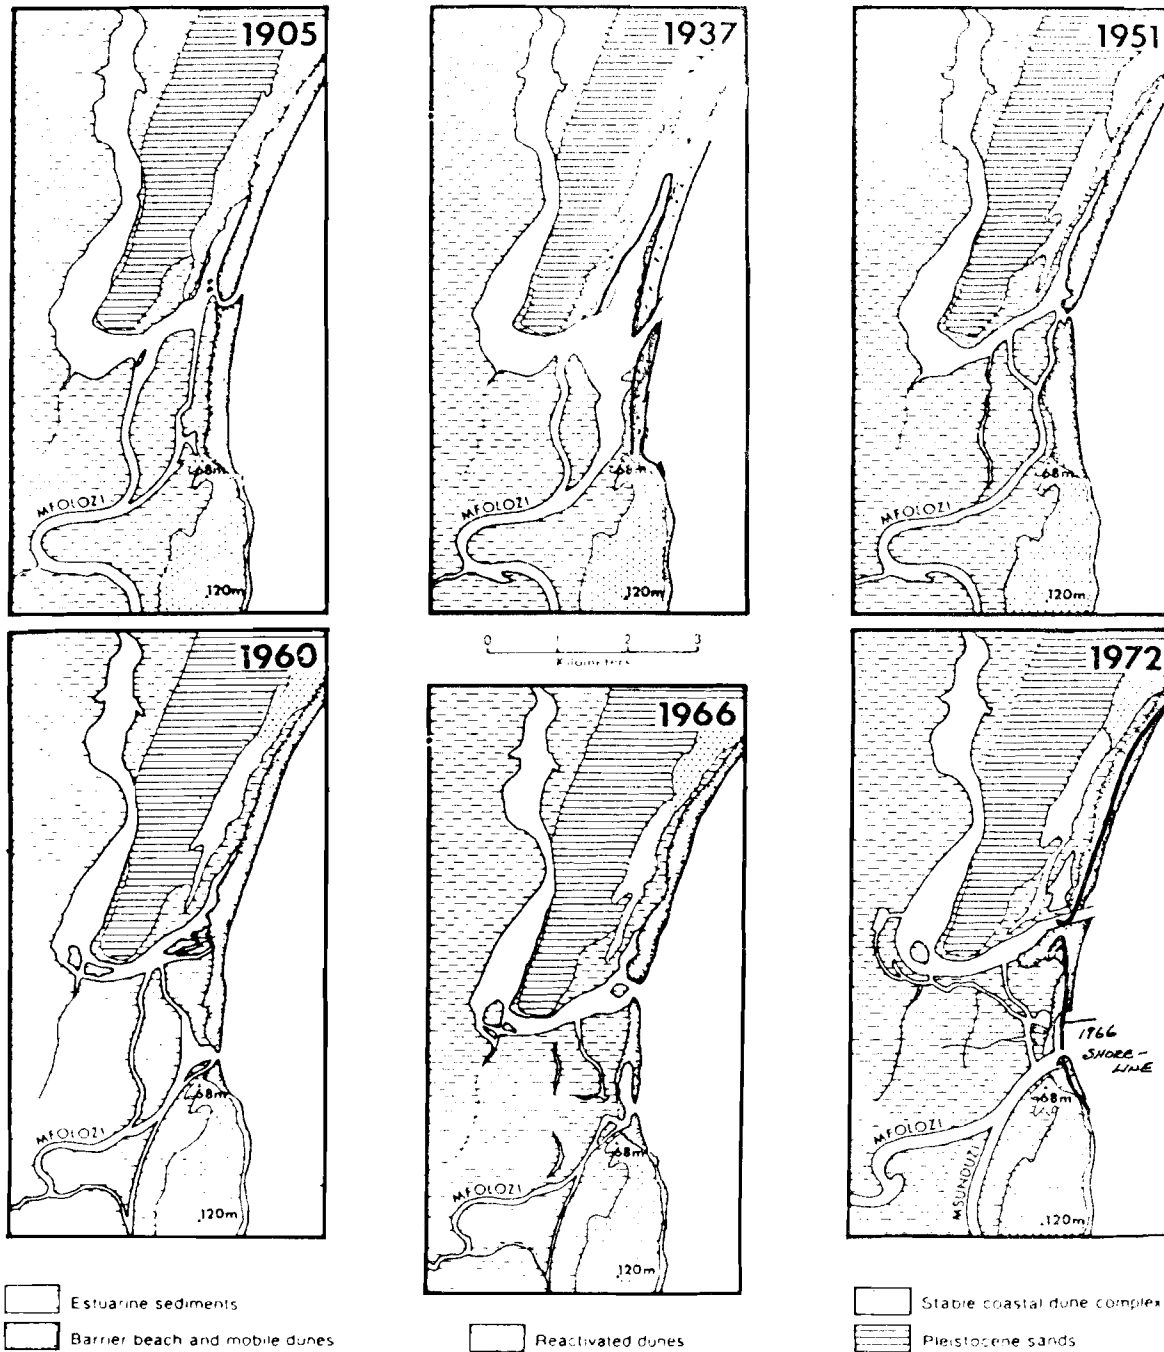 1905
68m
MFOLOZI
120m
1937
68m
MFOLOZI
120m
1951
68m
MFOLOZI
120m
1960
68m
MFOLOZI
120m
0 1 2 3
Kilometers
1966
68m
MFOLOZI
120m
1972
1966
SHORE-
LINE
68m
MFOLOZI
MSUNDUZI
120m
Estuarine sediments
Barrier beach and mobile dunes
Reactivated dunes
Stable coastal dune complex
Pleistocene sands